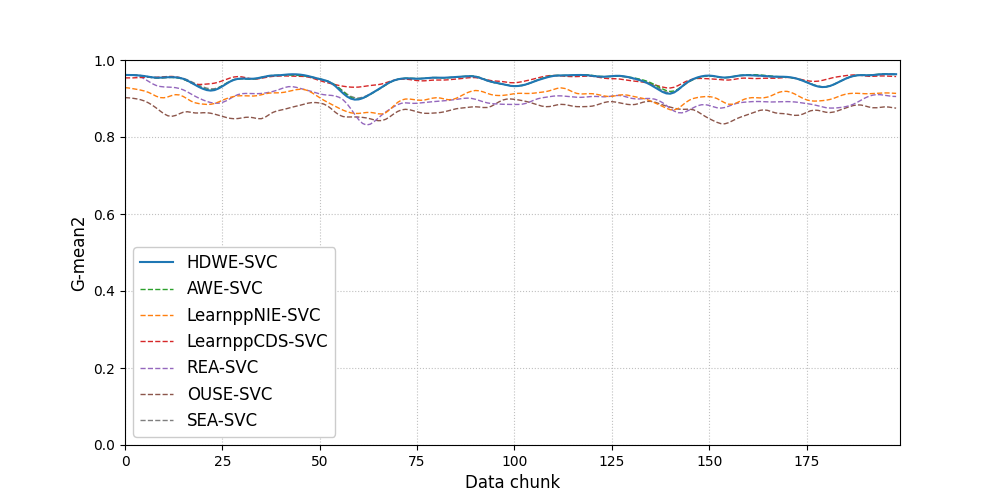 1.0
0.8
0.6
0.4
0.2
0.0
G-mean2
HDWE-SVC
AWE-SVC
LearnppNIE-SVC
LearnppCDS-SVC
REA-SVC
OUSE-SVC
SEA-SVC
0 25 50 75 100 125 150 175
Data chunk